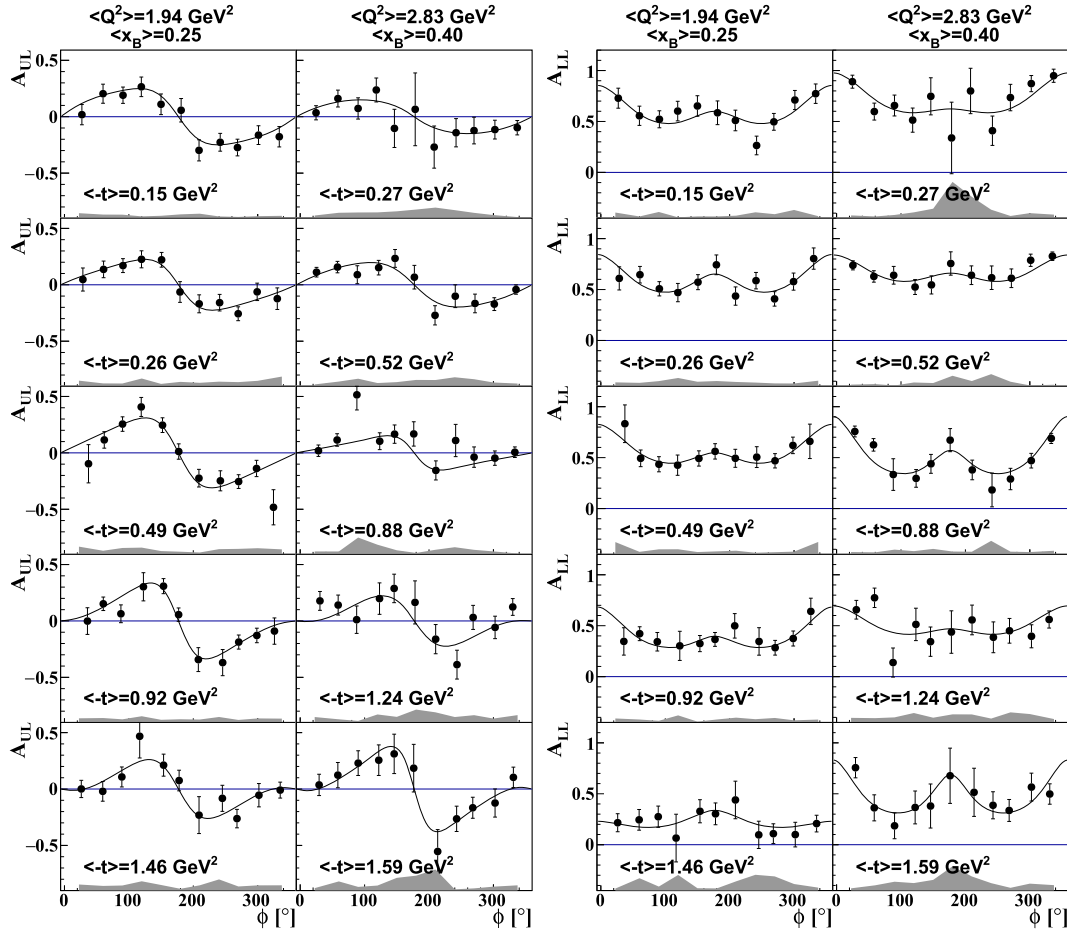 <Q²>=1.94 GeV² <Q²>=2.83 GeV² <Q²>=1.94 GeV² <Q²>=2.83 GeV²
<x_B>=0.25 <x_B>=0.40 <x_B>=0.25 <x_B>=0.40
A_UL 0.5 0 −0.5 A_LL 1 0.5 0
<-t>=0.15 GeV² <-t>=0.27 GeV² <-t>=0.15 GeV² <-t>=0.27 GeV²
A_UL 0.5 0 −0.5 A_LL 1 0.5 0
<-t>=0.26 GeV² <-t>=0.52 GeV² <-t>=0.26 GeV² <-t>=0.52 GeV²
A_UL 0.5 0 −0.5 A_LL 1 0.5 0
<-t>=0.49 GeV² <-t>=0.88 GeV² <-t>=0.49 GeV² <-t>=0.88 GeV²
A_UL 0.5 0 −0.5 A_LL 1 0.5 0
<-t>=0.92 GeV² <-t>=1.24 GeV² <-t>=0.92 GeV² <-t>=1.24 GeV²
A_UL 0.5 0 −0.5 A_LL 1 0.5 0
<-t>=1.46 GeV² <-t>=1.59 GeV² <-t>=1.46 GeV² <-t>=1.59 GeV²
0 100 200 300 0 100 200 300 0 100 200 300 0 100 200 300
ϕ [°] ϕ [°] ϕ [°] ϕ [°]